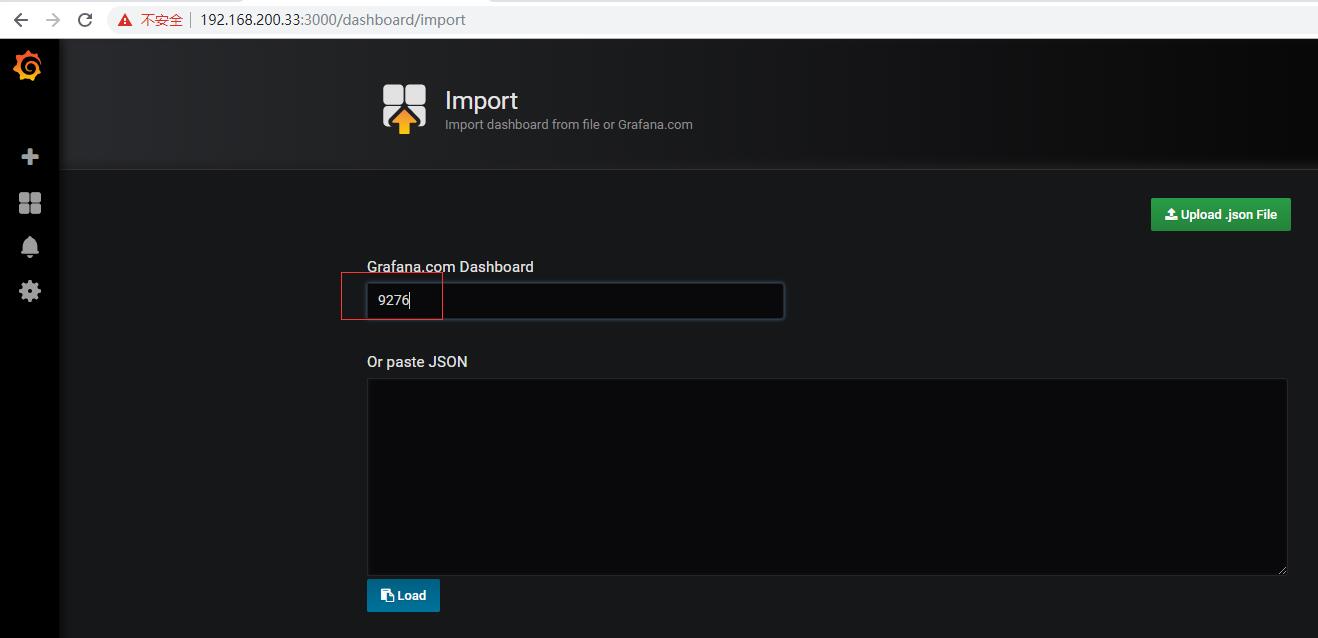 不安全 192.168.200.33:3000/dashboard/import
Import
Import dashboard from file or Grafana.com
Upload .json File
Grafana.com Dashboard
9276
Or paste JSON
Load